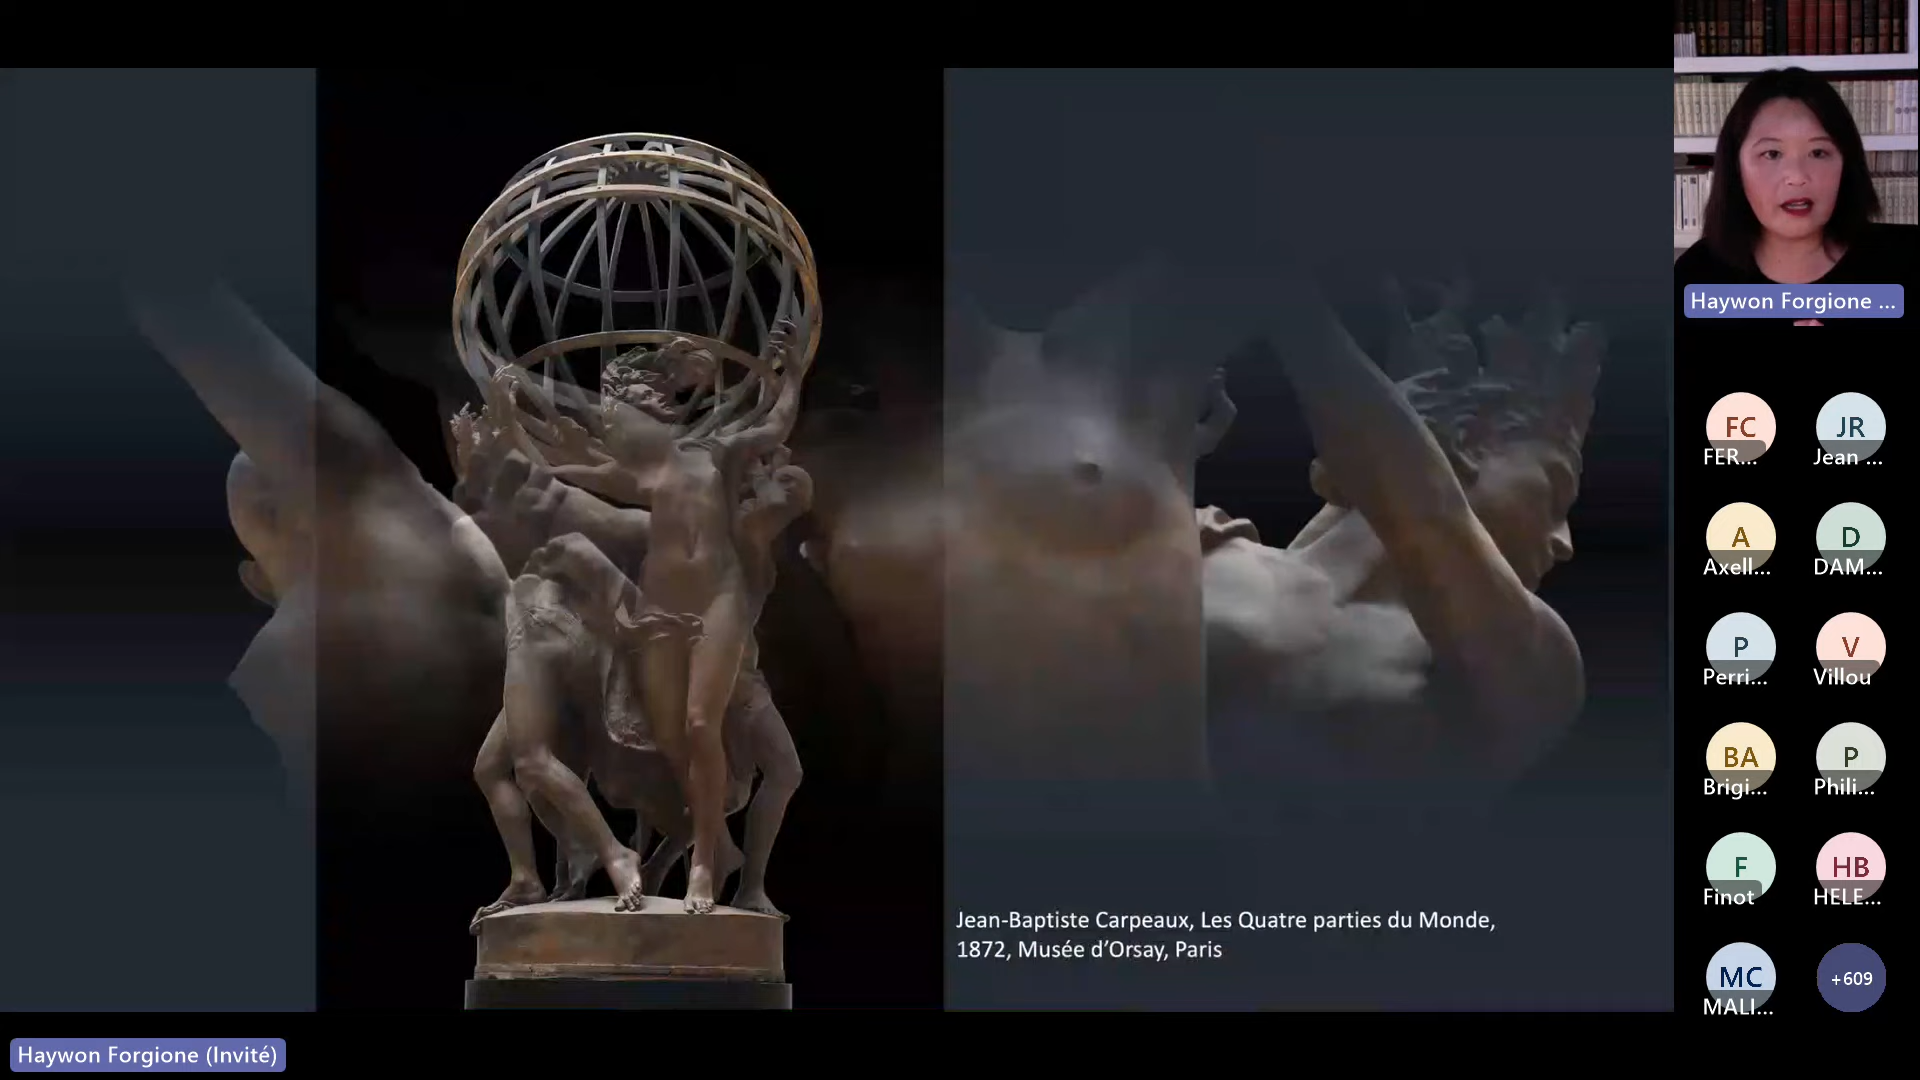 Haywon Forgione ...
FC
JR
FER...
Jean ...
A
D
Axell...
DAM...
P
V
Perri...
Villou
BA
P
Brigi...
Phili...
F
HB
Finot
HELE...
Jean-Baptiste Carpeaux, Les Quatre parties du Monde,
1872, Musée d’Orsay, Paris
MC
+609
MALI...
Haywon Forgione (Invité)